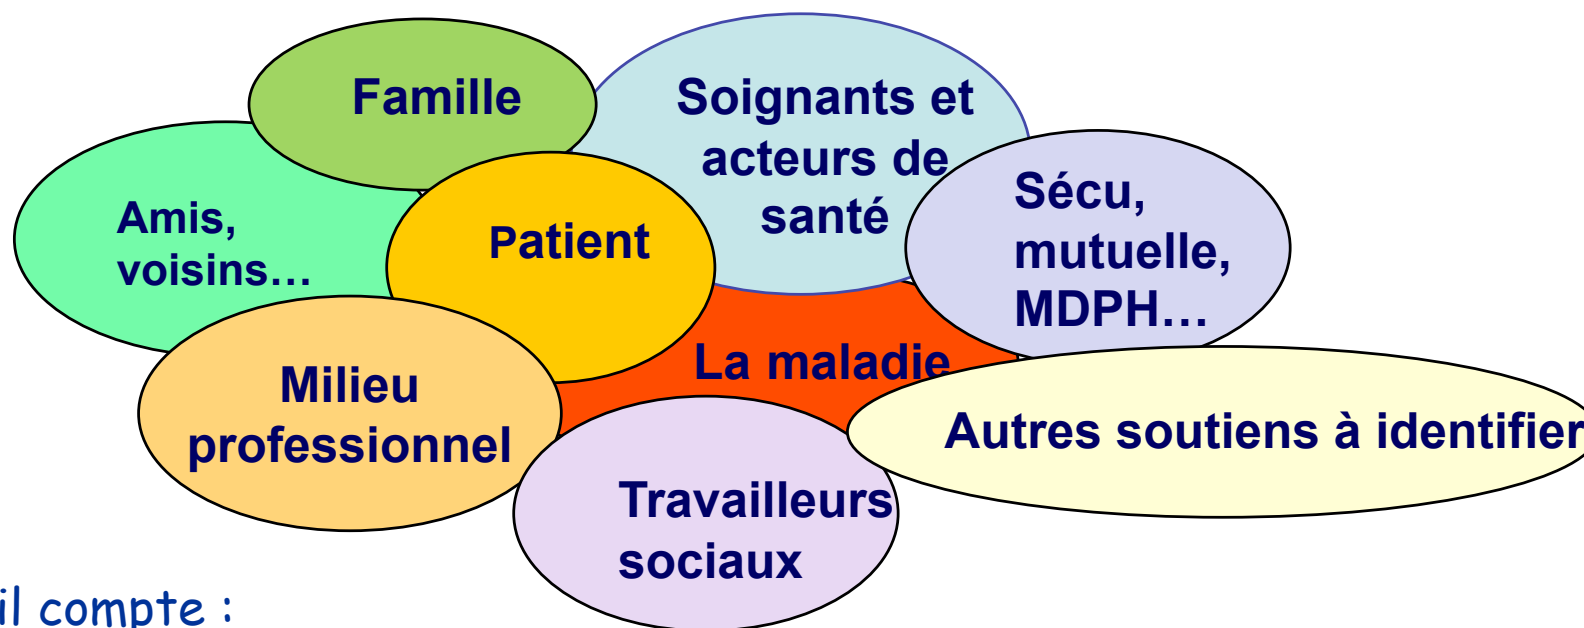 Famille
Soignants et
acteurs de
santé
Sécu,
mutuelle,
MDPH…
Amis,
voisins…
Patient
La maladie
Milieu
professionnel
Autres soutiens à identifier
Travailleurs
sociaux
il compte :